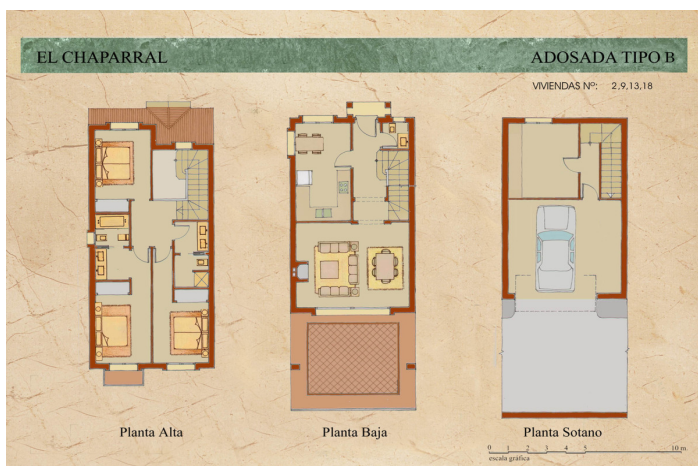 EL CHAPARRAL
ADOSADA TIPO B
VIVIENDAS Nº: 2,9,13,18
Planta Alta
Planta Baja
Planta Sotano
0 1 2 3 4 5 10 m.
escala gráfica